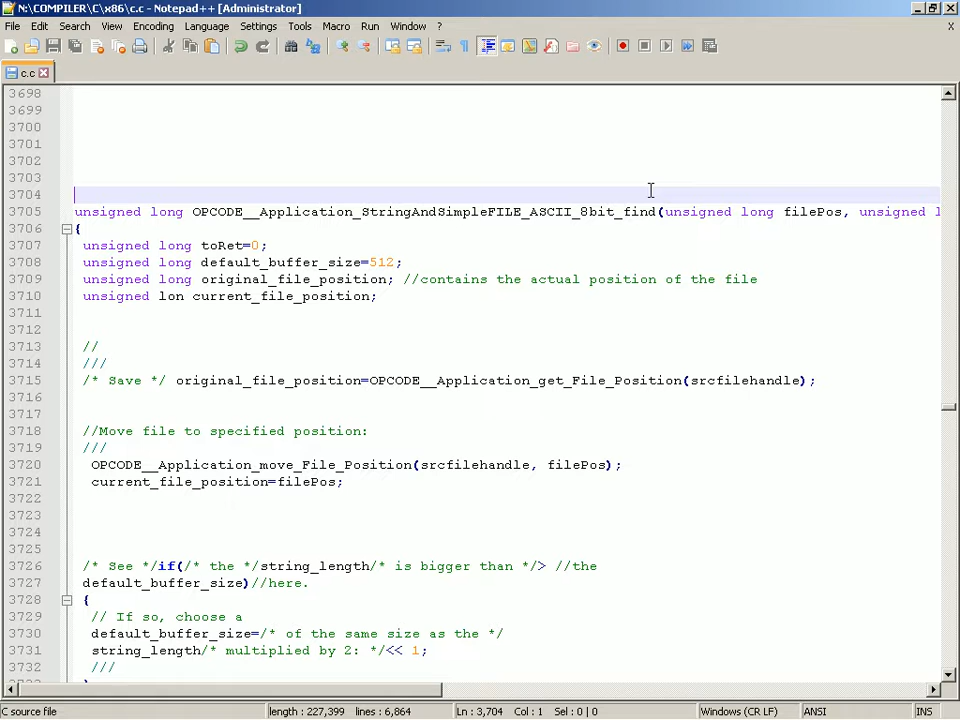 N:\COMPILER\C\x86\c.c - Notepad++ [Administrator]
File Edit Search View Encoding Language Settings Tools Macro Run Window ? X
c.c
3698
3699
3700
3701
3702
3703
3704
3705 unsigned long OPCODE__Application_StringAndSimpleFILE_ASCII_8bit_find(unsigned long filePos, unsigned l
3706 {
3707 unsigned long toRet=0;
3708 unsigned long default_buffer_size=512;
3709 unsigned long original_file_position; //contains the actual position of the file
3710 unsigned lon current_file_position;
3711
3712
3713 //
3714 ///
3715 /* Save */ original_file_position=OPCODE__Application_get_File_Position(srcfilehandle);
3716
3717
3718 //Move file to specified position:
3719 ///
3720 OPCODE__Application_move_File_Position(srcfilehandle, filePos);
3721 current_file_position=filePos;
3722
3723
3724
3725
3726 /* See */if(/* the */string_length/* is bigger than */> //the
3727 default_buffer_size)//here.
3728 {
3729 // If so, choose a
3730 default_buffer_size=/* of the same size as the */
3731 string_length/* multiplied by 2: */<< 1;
3732 ///
C source file length : 227,399 lines : 6,864 Ln : 3,704 Col : 1 Sel : 0 | 0 Windows (CR LF) ANSI INS